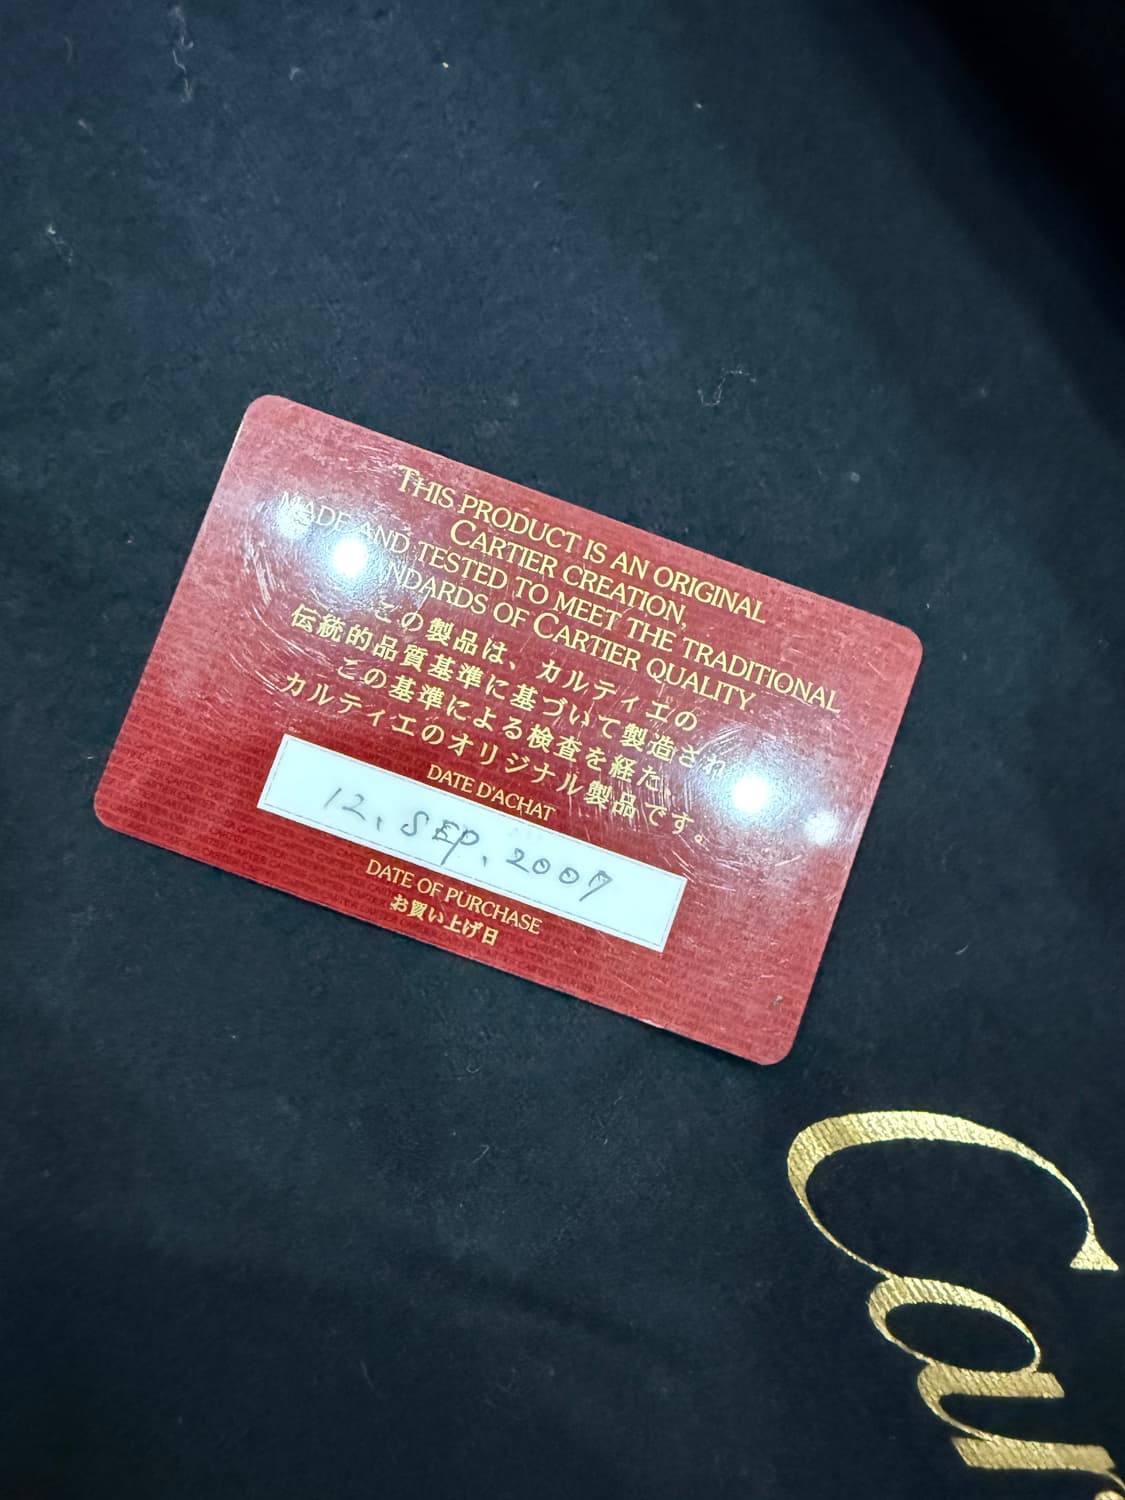 THIS PRODUCT IS AN ORIGINAL
CARTIER CREATION,
MADE AND TESTED TO MEET THE TRADITIONAL
STANDARDS OF CARTIER QUALITY
この製品は、カルティエの
伝統的品質基準に基づいて製造され
この基準による検査を経た、
カルティエのオリジナル製品です。
DATE D'ACHAT
12. SEP. 2007
DATE OF PURCHASE
お買い上げ日
Car